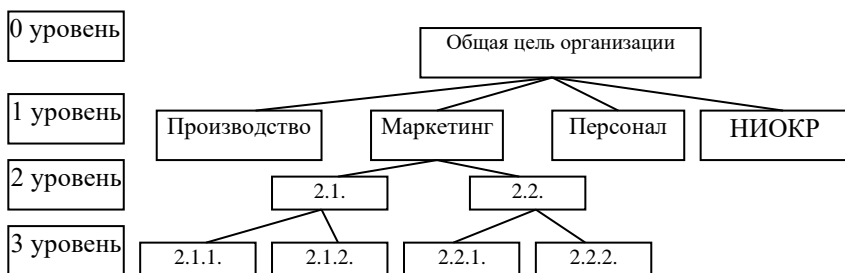 0 уровень
Общая цель организации
1 уровень
Производство
Маркетинг
Персонал
НИОКР
2 уровень
2.1.
2.2.
3 уровень
2.1.1.
2.1.2.
2.2.1.
2.2.2.